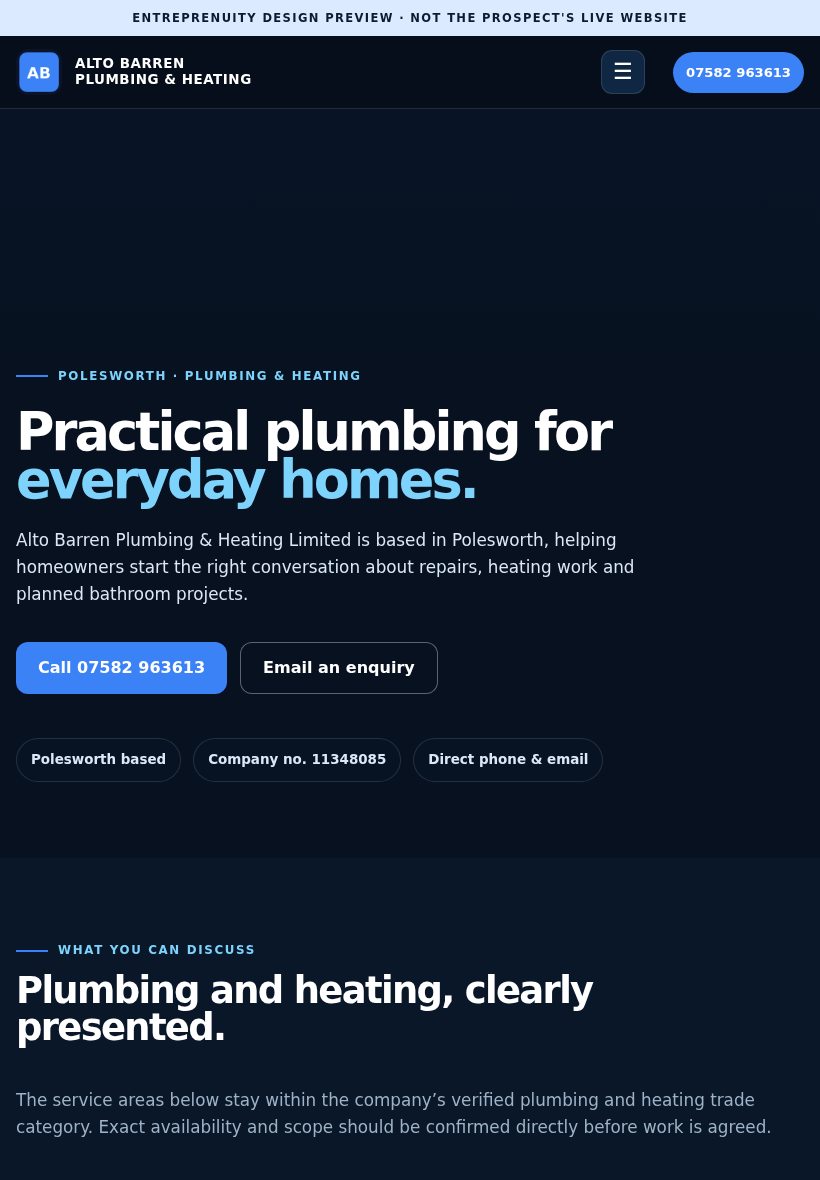 ENTREPRENUITY DESIGN PREVIEW · NOT THE PROSPECT'S LIVE WEBSITE
AB
ALTO BARREN
PLUMBING & HEATING
☰
07582 963613
POLESWORTH · PLUMBING & HEATING
Practical plumbing for
everyday homes.
Alto Barren Plumbing & Heating Limited is based in Polesworth, helping
homeowners start the right conversation about repairs, heating work and
planned bathroom projects.
Call 07582 963613
Email an enquiry
Polesworth based
Company no. 11348085
Direct phone & email
WHAT YOU CAN DISCUSS
Plumbing and heating, clearly
presented.
The service areas below stay within the company’s verified plumbing and heating trade
category. Exact availability and scope should be confirmed directly before work is agreed.